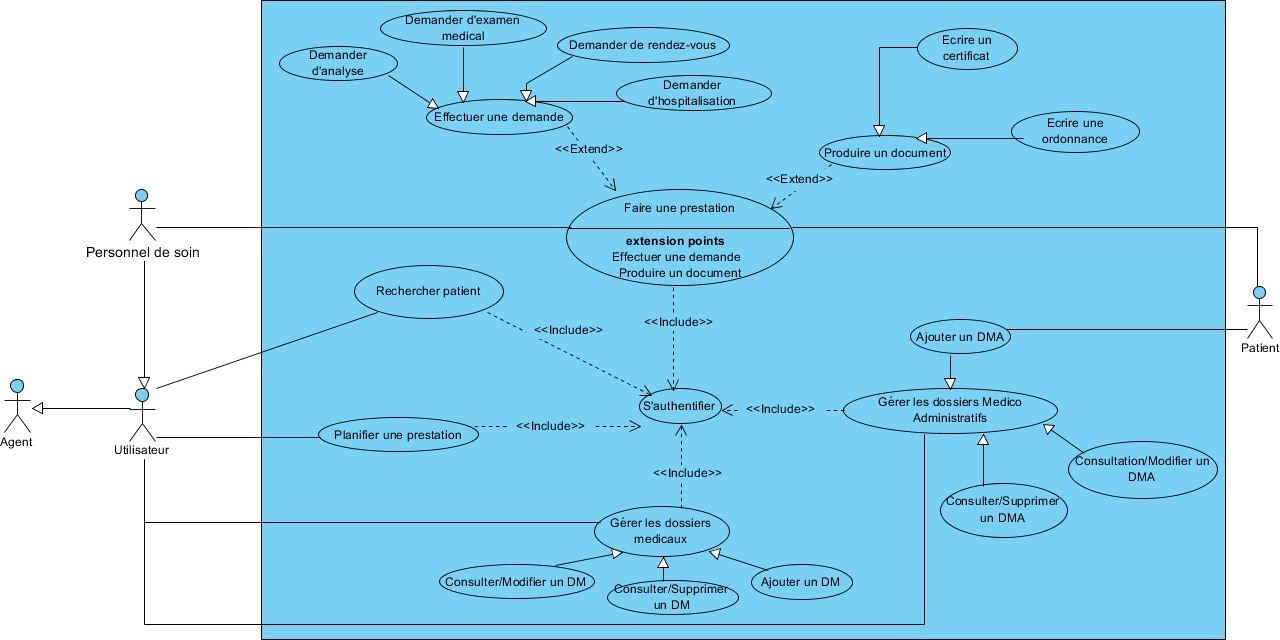 Demander d'examen
medical
Demander
d'analyse
Demander de rendez-vous
Demander
d'hospitalisation
Effectuer une demande
<<Extend>>
Ecrire un
certificat
Ecrire une
ordonnance
Produire un document
<<Extend>>
Faire une prestation
extension points
Effectuer une demande
Produire un document
Personnel de soin
Rechercher patient
<<Include>>
<<Include>>
Ajouter un DMA
Patient
Agent
Utilisateur
S'authentifier
<<Include>>
Gérer les dossiers Medico
Administratifs
Planifier une prestation
<<Include>>
<<Include>>
Consultation/Modifier un
DMA
Consulter/Supprimer
un DMA
Gérer les dossiers
medicaux
Consulter/Modifier un DM
Consulter/Supprimer
un DM
Ajouter un DM